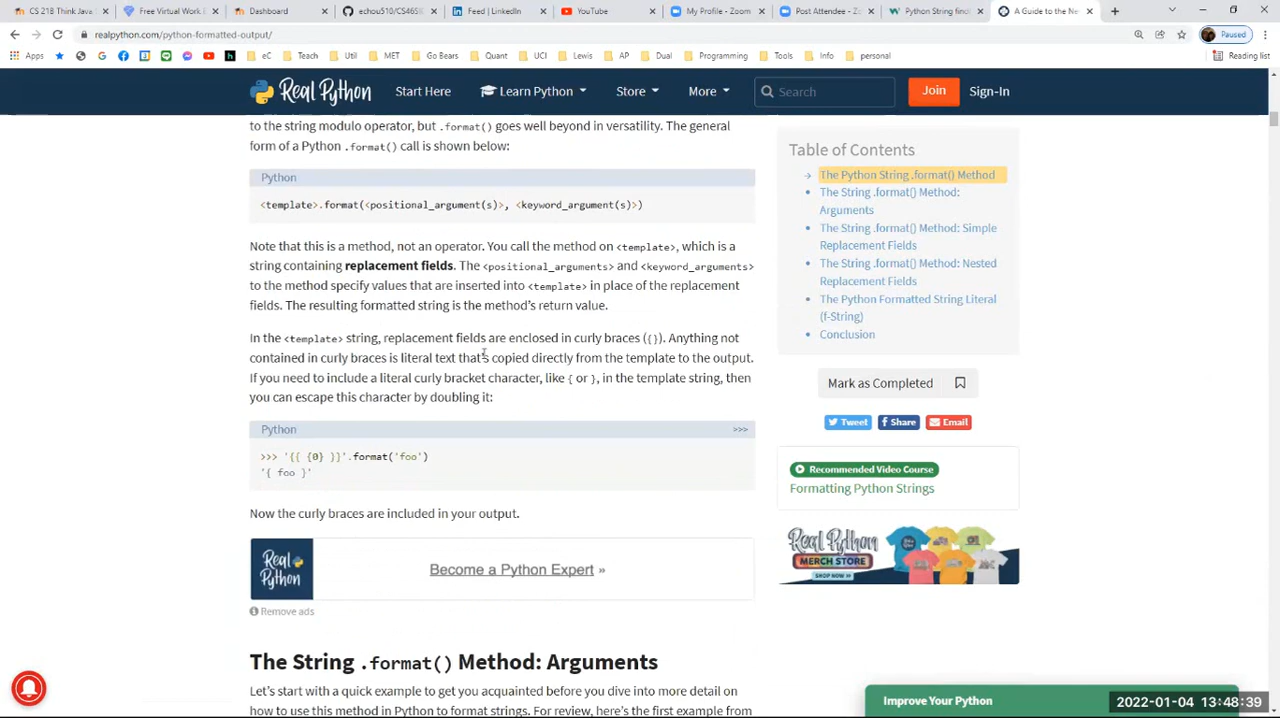 CS 21B Think Java
Free Virtual Work
Dashboard
echou510/CS46SI
Feed | LinkedIn
YouTube
My Profile - Zoom
Post Attendee - Zo
Python String find
A Guide to the Ne
realpython.com/python-formatted-output/
Paused
Apps
eC
Teach
Util
MET
Go Bears
Quant
UCI
Lewis
AP
Dual
Programming
Tools
Info
personal
Reading list
Real Python
Start Here
Learn Python
Store
More
Search
Join
Sign-In
to the string modulo operator, but .format() goes well beyond in versatility. The general
form of a Python .format() call is shown below:
Python
<template>.format(<positional_argument(s)>, <keyword_argument(s)>)
Note that this is a method, not an operator. You call the method on <template>, which is a
string containing replacement fields. The <positional_arguments> and <keyword_arguments>
to the method specify values that are inserted into <template> in place of the replacement
fields. The resulting formatted string is the method's return value.
In the <template> string, replacement fields are enclosed in curly braces ({}). Anything not
contained in curly braces is literal text that's copied directly from the template to the output.
If you need to include a literal curly bracket character, like { or }, in the template string, then
you can escape this character by doubling it:
Python >>>
>>> '{{ {0} }}'.format('foo')
'{ foo }'
Now the curly braces are included in your output.
Real Python
Become a Python Expert »
Remove ads
The String .format() Method: Arguments
Let's start with a quick example to get you acquainted before you dive into more detail on
how to use this method in Python to format strings. For review, here's the first example from
Table of Contents
→ The Python String .format() Method
The String .format() Method:
Arguments
The String .format() Method: Simple
Replacement Fields
The String .format() Method: Nested
Replacement Fields
The Python Formatted String Literal
(f-String)
Conclusion
Mark as Completed
Tweet
Share
Email
Recommended Video Course
Formatting Python Strings
Real Python
MERCH STORE
SHOP NOW »
Improve Your Python
2022-01-04 13:48:39